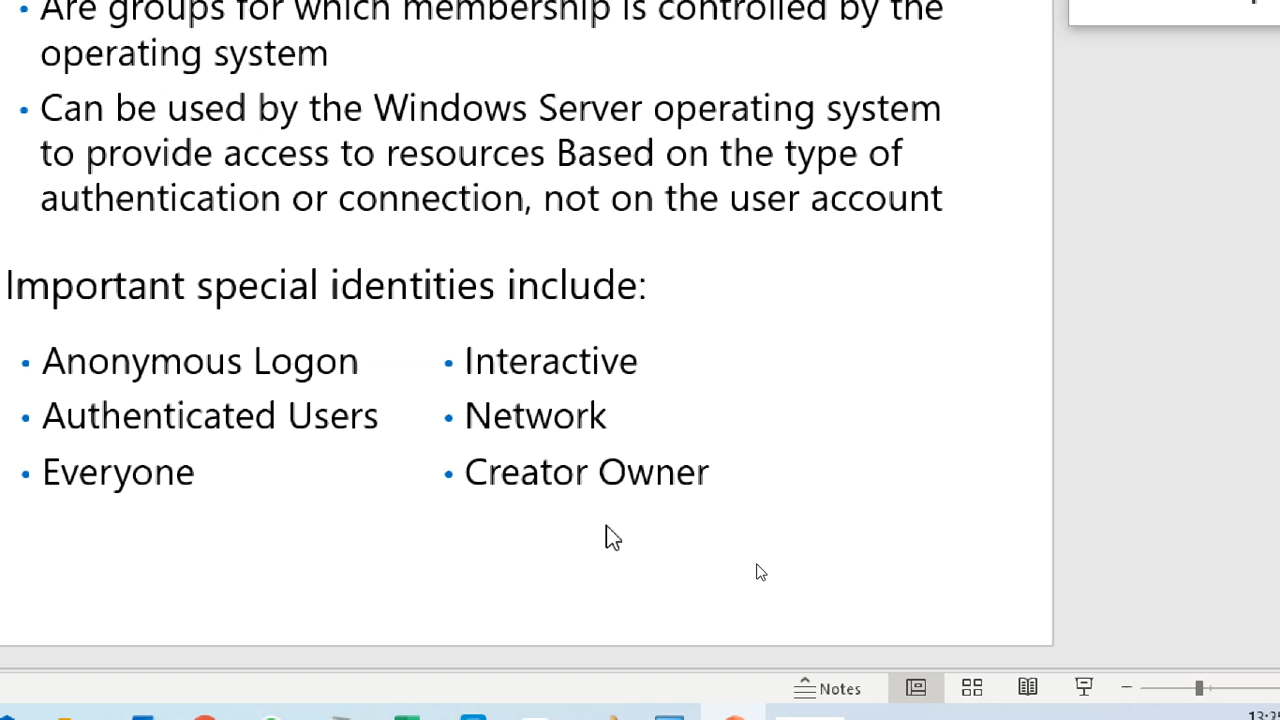 Are groups for which membership is controlled by the
operating system
Can be used by the Windows Server operating system
to provide access to resources Based on the type of
authentication or connection, not on the user account
Important special identities include:
Anonymous Logon
Authenticated Users
Everyone
Interactive
Network
Creator Owner
Notes